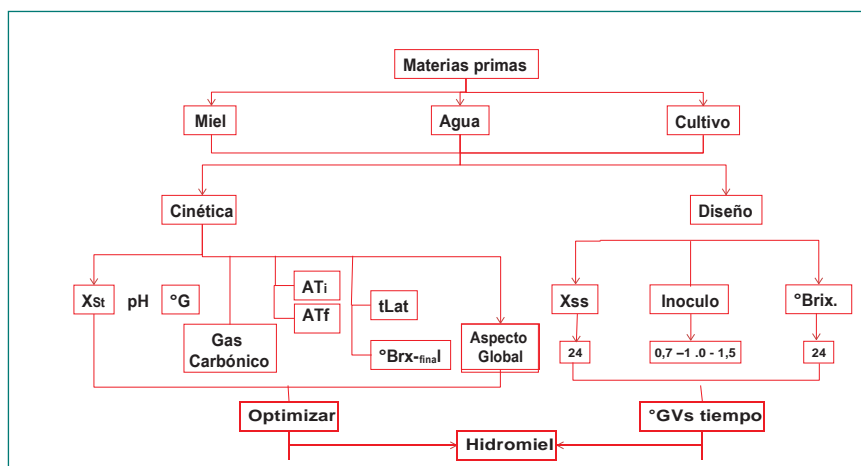 Materias primas
Miel
Agua
Cultivo
Cinética
Diseño
XSt
pH
°G
ATi
ATf
tLat
Gas
Carbónico
°Brx-final
Aspecto
Global
Xss
Inoculo
°Brix.
24
0,7 –1 .0 - 1,5
24
Optimizar
°GVs tiempo
Hidromiel